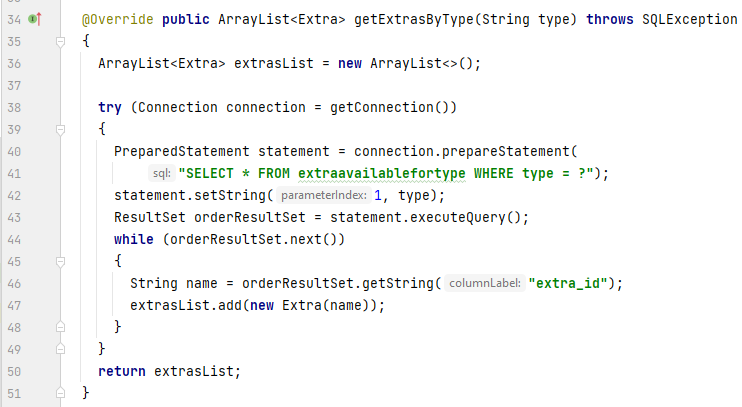 34 @Override public ArrayList<Extra> getExtrasByType(String type) throws SQLException
35 {
36 ArrayList<Extra> extrasList = new ArrayList<>();
37
38 try (Connection connection = getConnection())
39 {
40 PreparedStatement statement = connection.prepareStatement(
41 sql: "SELECT * FROM extraavailablefortype WHERE type = ?");
42 statement.setString( parameterIndex: 1, type);
43 ResultSet orderResultSet = statement.executeQuery();
44 while (orderResultSet.next())
45 {
46 String name = orderResultSet.getString( columnLabel: "extra_id");
47 extrasList.add(new Extra(name));
48 }
49 }
50 return extrasList;
51 }